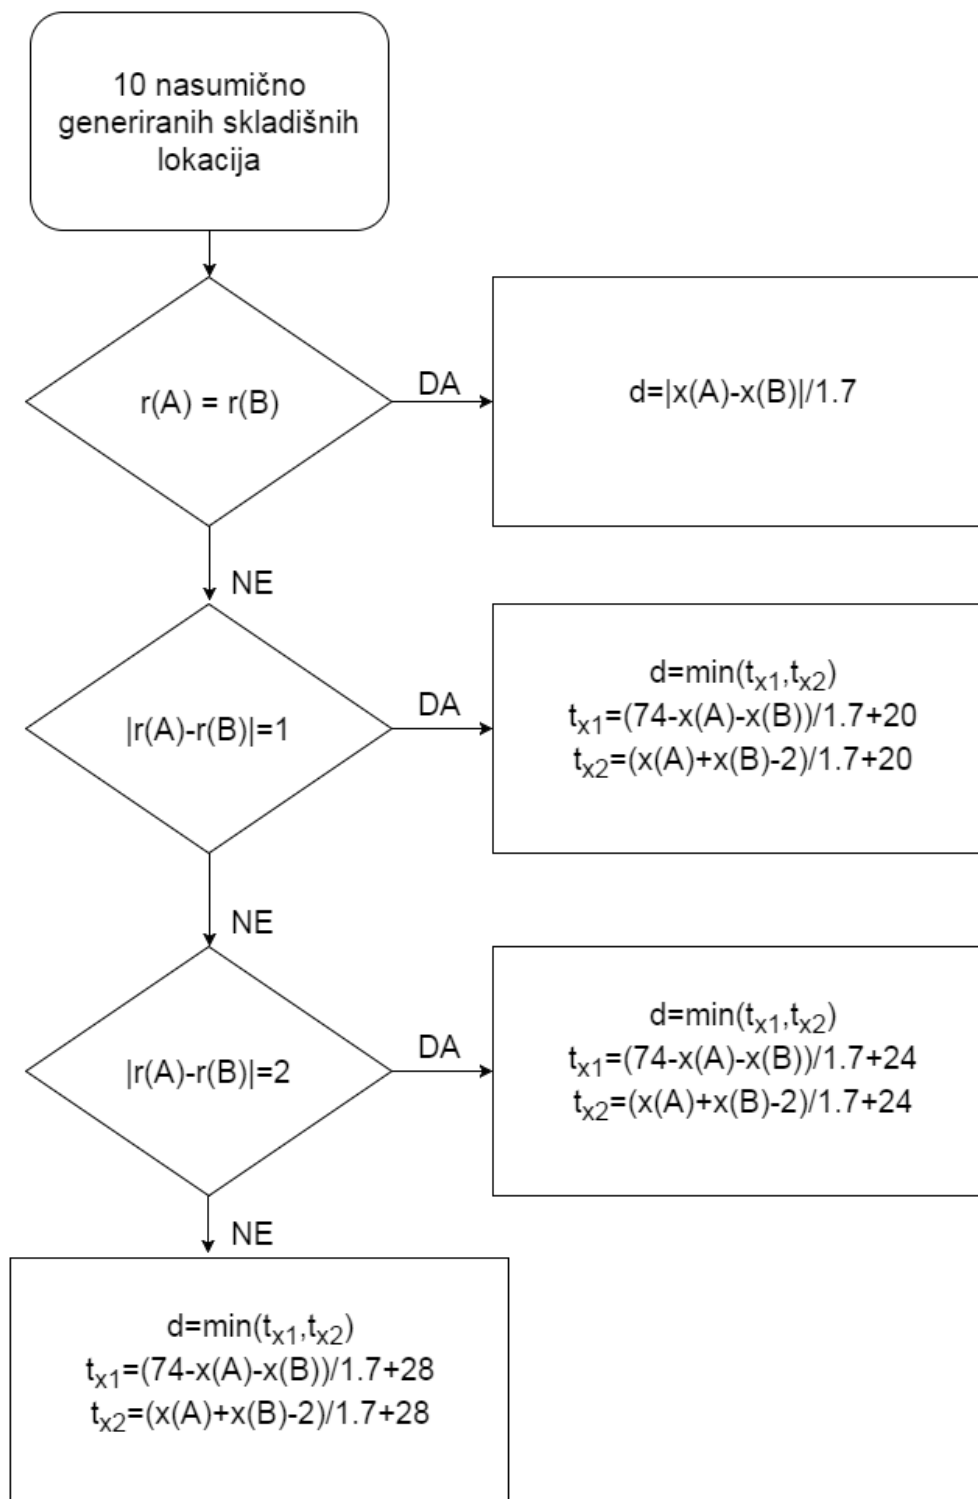 10 nasumično
generiranih skladišnih
lokacija
r(A) = r(B)
DA
d=|x(A)-x(B)|/1.7
NE
|r(A)-r(B)|=1
DA
d=min(tx1,tx2)
tx1=(74-x(A)-x(B))/1.7+20
tx2=(x(A)+x(B)-2)/1.7+20
NE
|r(A)-r(B)|=2
DA
d=min(tx1,tx2)
tx1=(74-x(A)-x(B))/1.7+24
tx2=(x(A)+x(B)-2)/1.7+24
NE
d=min(tx1,tx2)
tx1=(74-x(A)-x(B))/1.7+28
tx2=(x(A)+x(B)-2)/1.7+28